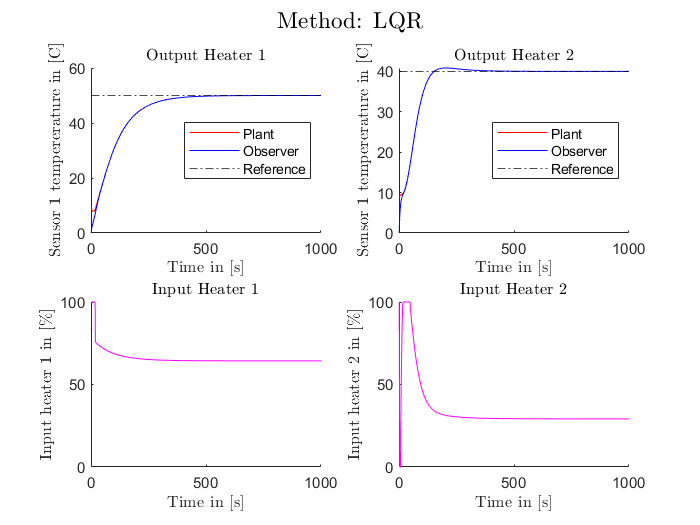 Method: LQR
Output Heater 1
Sensor 1 tempercerature in [C]
60
40
20
0
Plant
Observer
Reference
0
500
1000
Time in [s]
Output Heater 2
Sensor 1 tempercerature in [C]
40
30
20
10
0
Plant
Observer
Reference
0
500
1000
Time in [s]
Input Heater 1
Input heater 1 in [%]
100
50
0
0
500
1000
Time in [s]
Input Heater 2
Input heater 2 in [%]
100
50
0
0
500
1000
Time in [s]